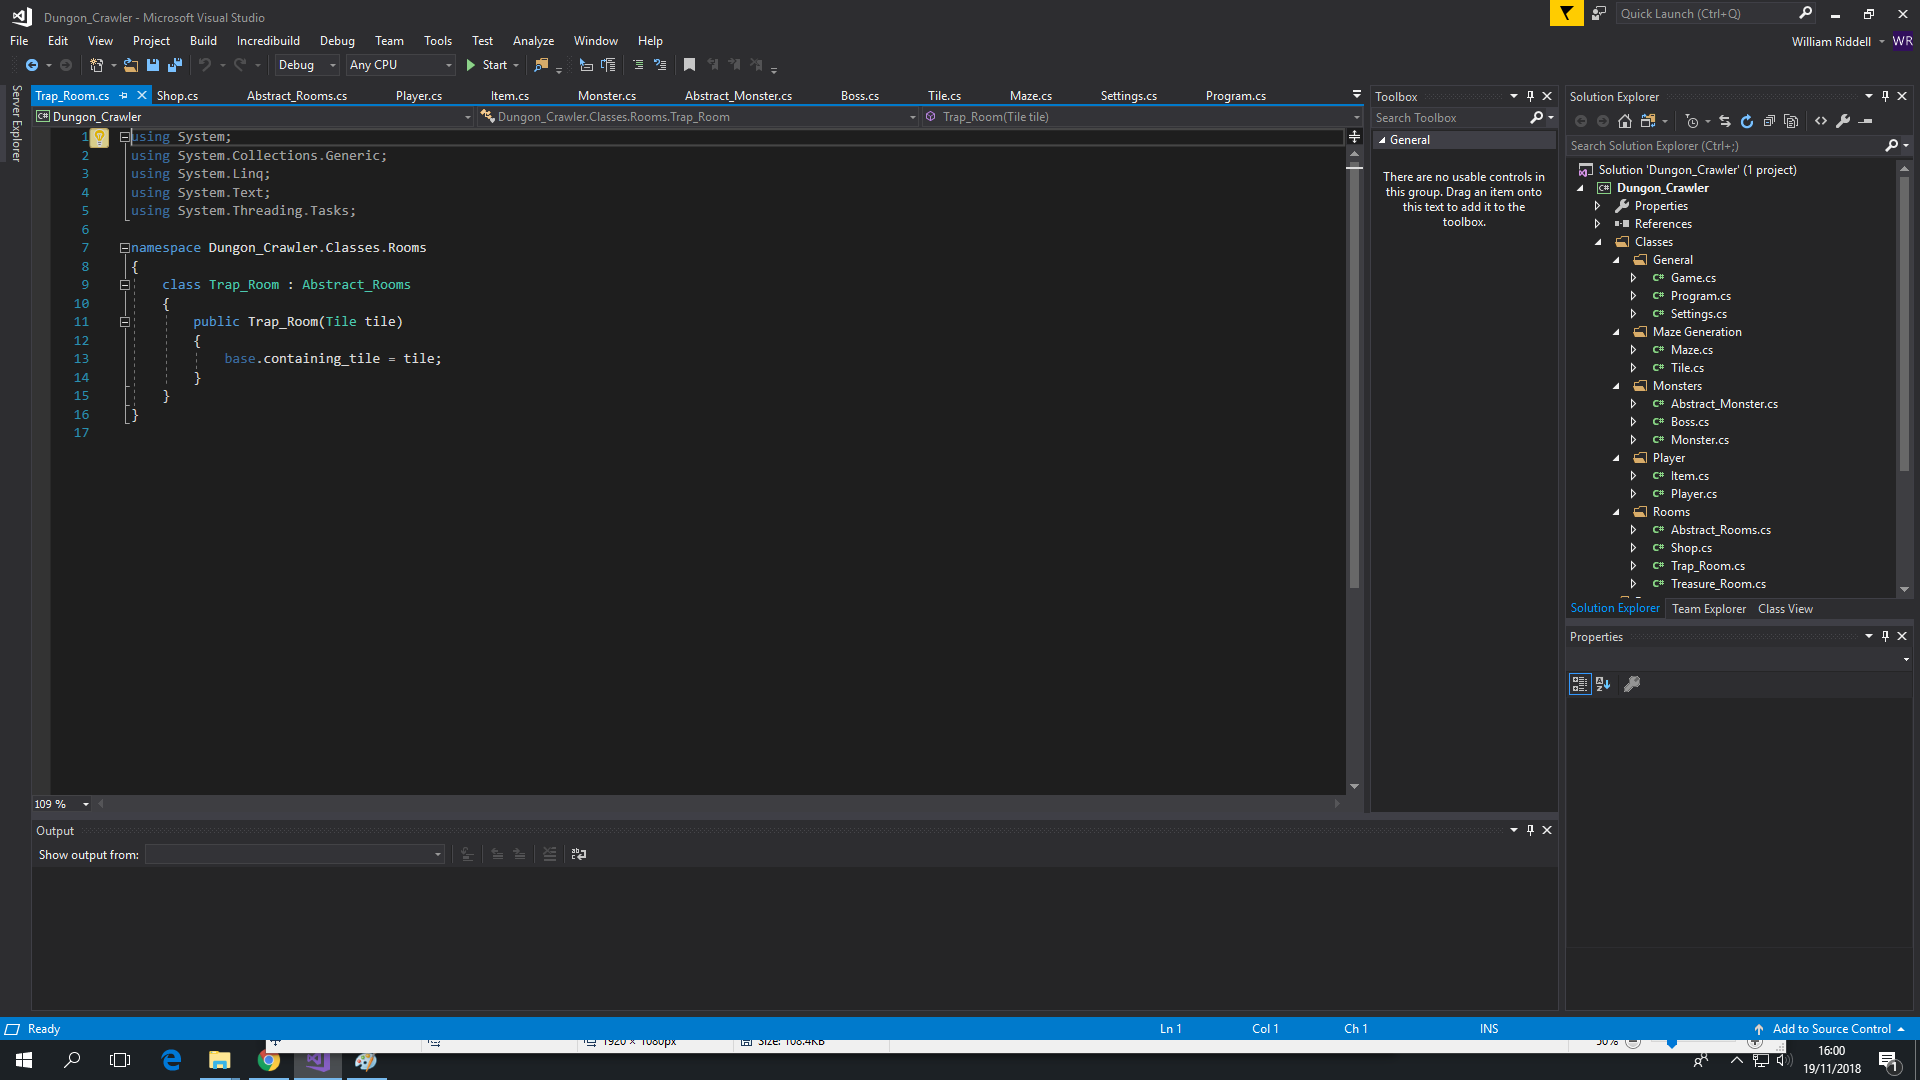 Dungon_Crawler - Microsoft Visual Studio
Quick Launch (Ctrl+Q)
File Edit View Project Build Incredibuild Debug Team Tools Test Analyze Window Help
William Riddell WR
Debug Any CPU Start
Server Explorer
Trap_Room.cs Shop.cs Abstract_Rooms.cs Player.cs Item.cs Monster.cs Abstract_Monster.cs Boss.cs Tile.cs Maze.cs Settings.cs Program.cs
Dungon_Crawler Dungon_Crawler.Classes.Rooms.Trap_Room Trap_Room(Tile tile)
1 using System;
2 using System.Collections.Generic;
3 using System.Linq;
4 using System.Text;
5 using System.Threading.Tasks;
6
7 namespace Dungon_Crawler.Classes.Rooms
8 {
9 class Trap_Room : Abstract_Rooms
10 {
11 public Trap_Room(Tile tile)
12 {
13 base.containing_tile = tile;
14 }
15 }
16 }
17
109 %
Toolbox
Search Toolbox
General
There are no usable controls in
this group. Drag an item onto
this text to add it to the
toolbox.
Solution Explorer
Search Solution Explorer (Ctrl+;)
Solution 'Dungon_Crawler' (1 project)
C# Dungon_Crawler
Properties
References
Classes
General
C# Game.cs
C# Program.cs
C# Settings.cs
Maze Generation
C# Maze.cs
C# Tile.cs
Monsters
C# Abstract_Monster.cs
C# Boss.cs
C# Monster.cs
Player
C# Item.cs
C# Player.cs
Rooms
C# Abstract_Rooms.cs
C# Shop.cs
C# Trap_Room.cs
C# Treasure_Room.cs
Solution Explorer Team Explorer Class View
Properties
Output
Show output from:
Ready Ln 1 Col 1 Ch 1 INS Add to Source Control
1920 × 1080px Size: 108.4KB 50%
16:00
19/11/2018
1